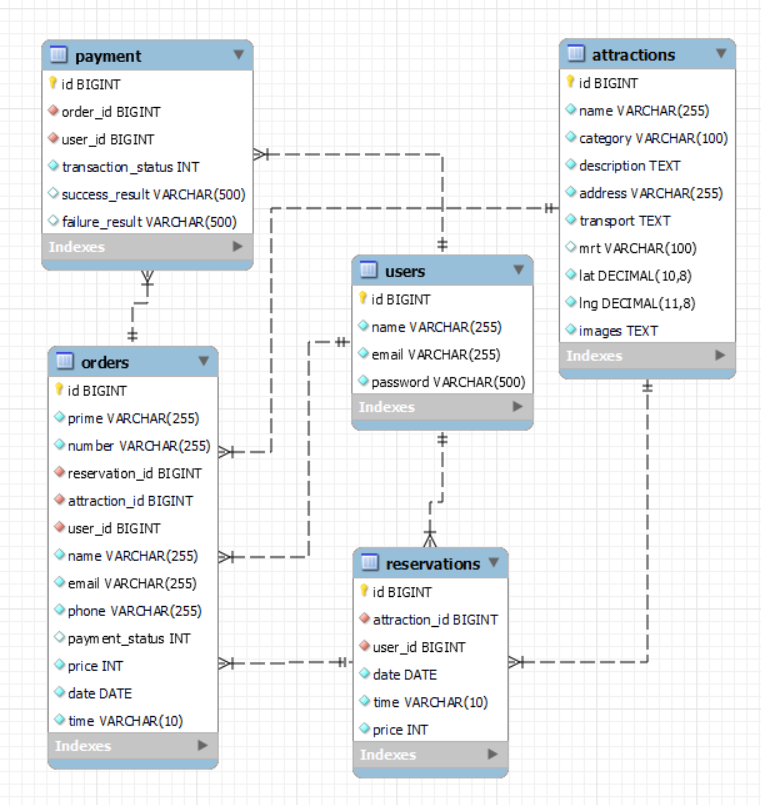 payment
id BIGINT
order_id BIGINT
user_id BIGINT
transaction_status INT
success_result VARCHAR(500)
failure_result VARCHAR(500)
Indexes
attractions
id BIGINT
name VARCHAR(255)
category VARCHAR(100)
description TEXT
address VARCHAR(255)
transport TEXT
mrt VARCHAR(100)
lat DECIMAL(10,8)
lng DECIMAL(11,8)
images TEXT
Indexes
users
id BIGINT
name VARCHAR(255)
email VARCHAR(255)
password VARCHAR(500)
Indexes
orders
id BIGINT
prime VARCHAR(255)
number VARCHAR(255)
reservation_id BIGINT
attraction_id BIGINT
user_id BIGINT
name VARCHAR(255)
email VARCHAR(255)
phone VARCHAR(255)
payment_status INT
price INT
date DATE
time VARCHAR(10)
Indexes
reservations
id BIGINT
attraction_id BIGINT
user_id BIGINT
date DATE
time VARCHAR(10)
price INT
Indexes